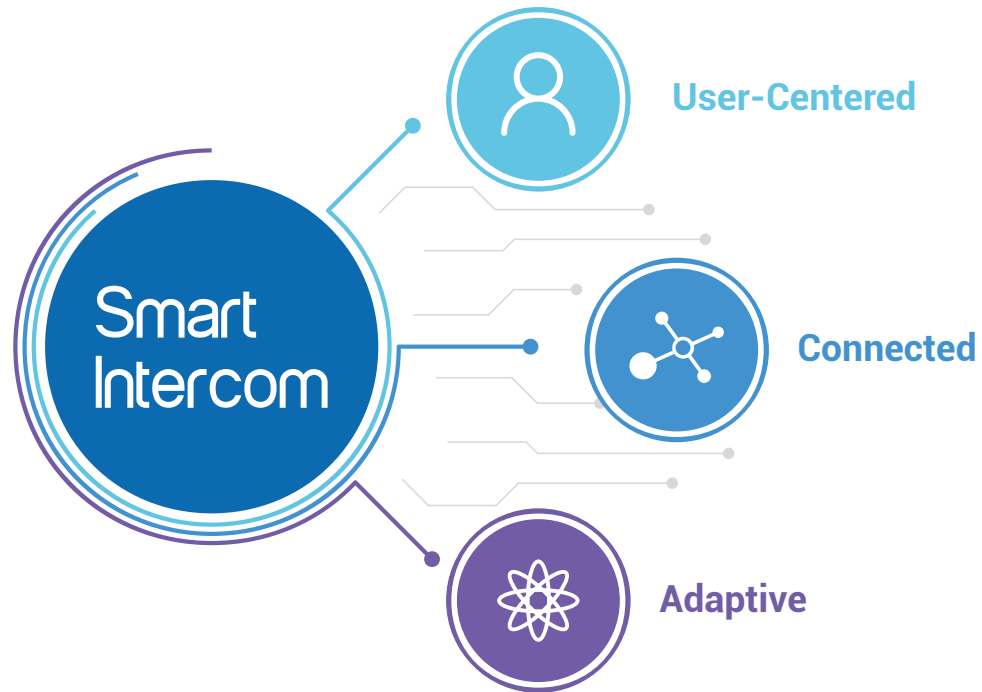 Smart
Intercom
User-Centered
Connected
Adaptive